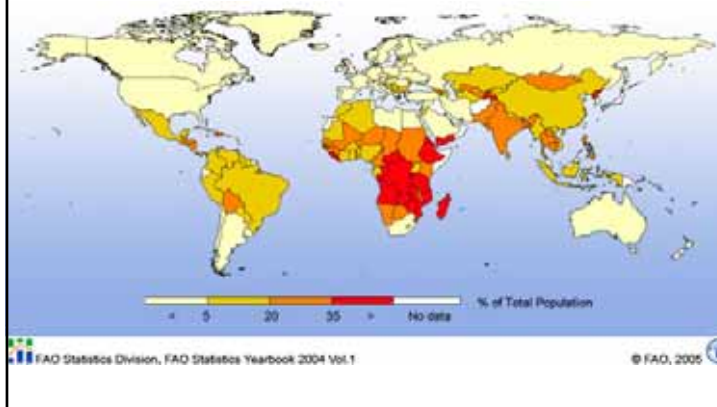 % of Total Population
< 5 20 35 > No data
FAO Statistics Division, FAO Statistics Yearbook 2004 Vol.1
© FAO, 2005